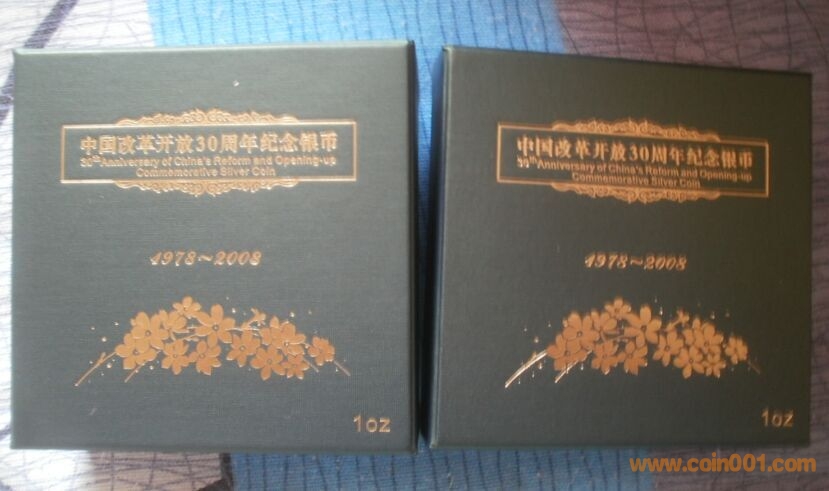 中国改革开放30周年纪念银币
30th Anniversary of China's Reform and Opening-up
Commemorative Silver Coin
1978~2008
1oz
中国改革开放30周年纪念银币
30th Anniversary of China's Reform and Opening-up
Commemorative Silver Coin
1978~2008
1oz
www.coin001.com